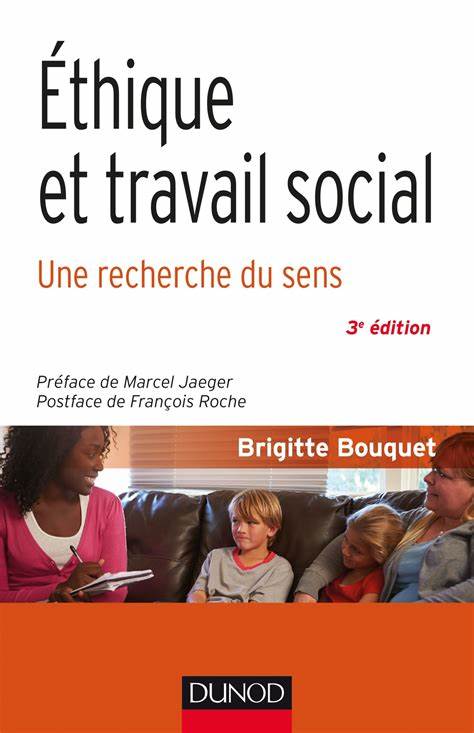 Éthique
et travail social
Une recherche du sens
3e édition
Préface de Marcel Jaeger
Postface de François Roche
Brigitte Bouquet
DUNOD